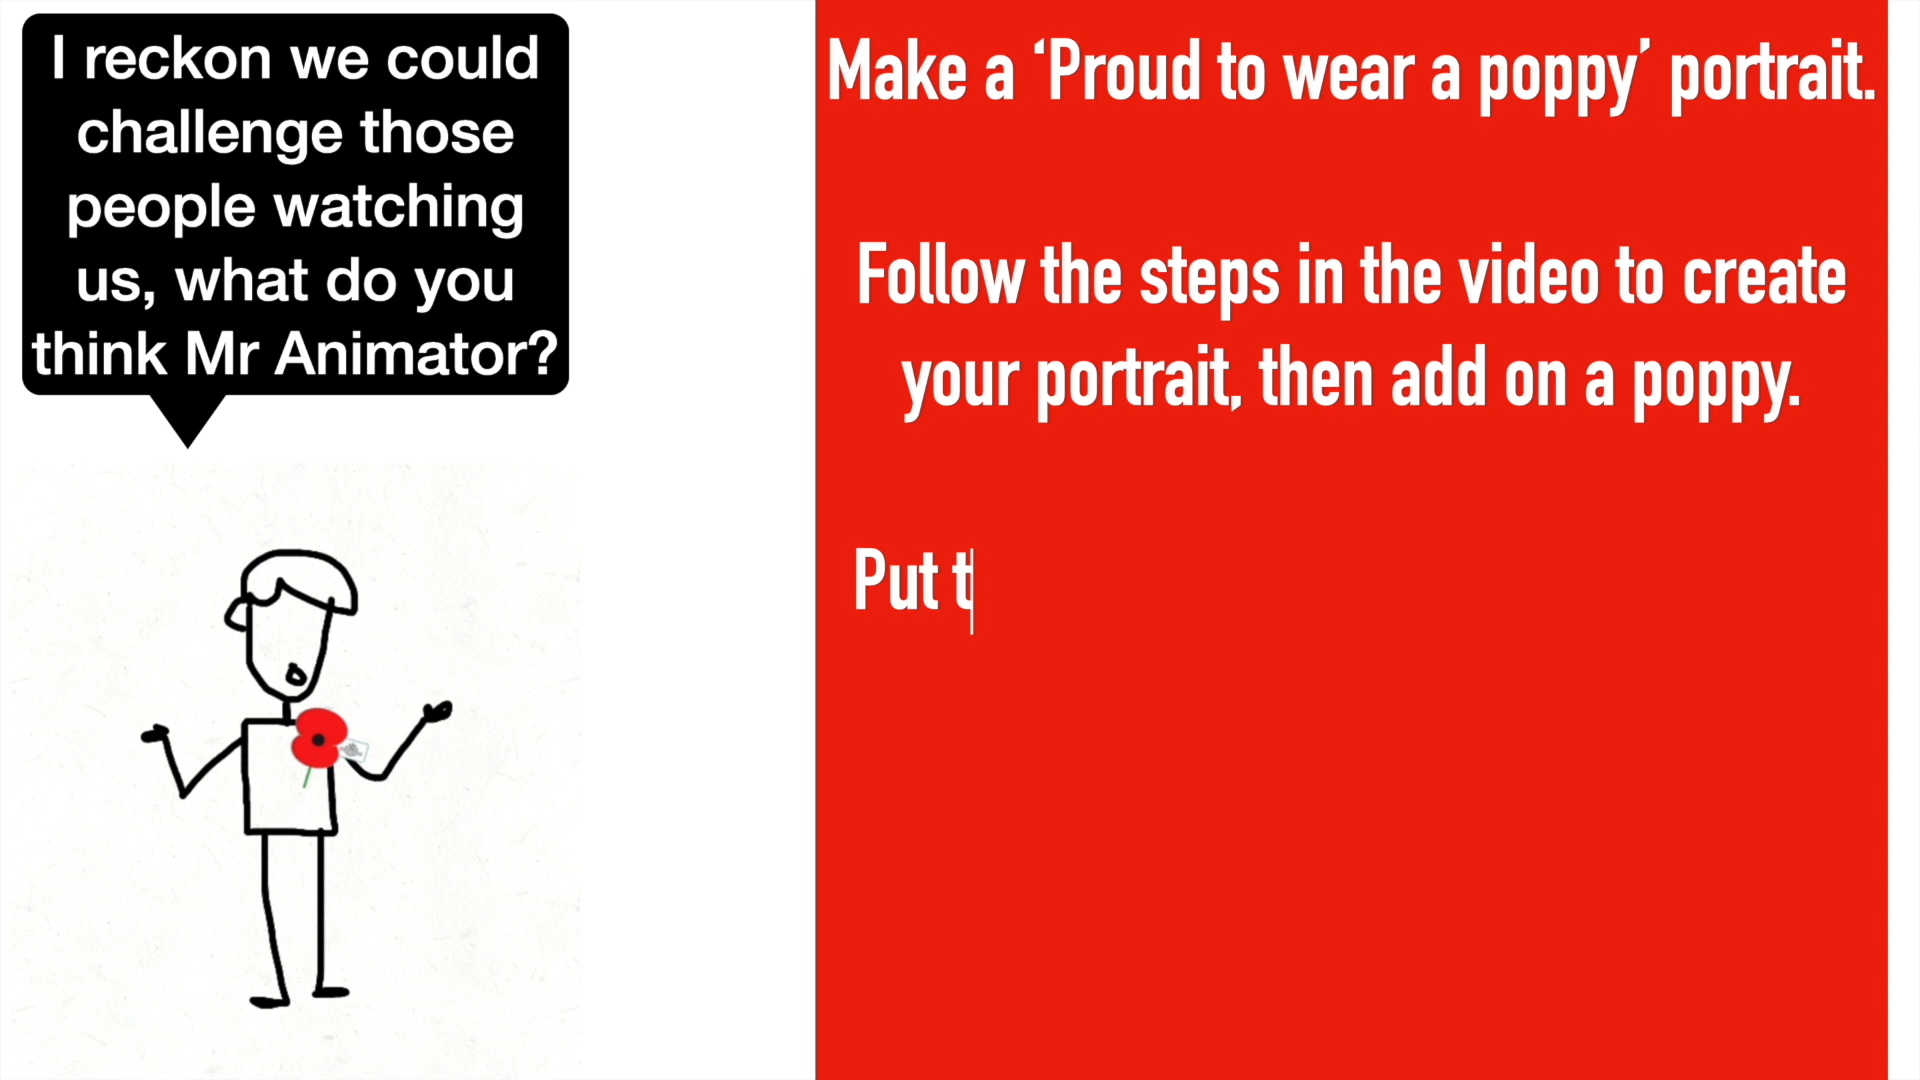 I reckon we could
challenge those
people watching
us, what do you
think Mr Animator?
Make a ‘Proud to wear a poppy’ portrait.
Follow the steps in the video to create
your portrait, then add on a poppy.
Put t